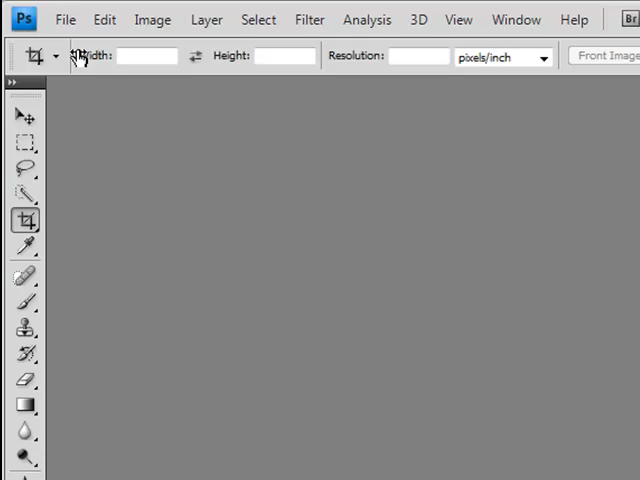 Ps File Edit Image Layer Select Filter Analysis 3D View Window Help Br
Height: Resolution: pixels/inch Front Image